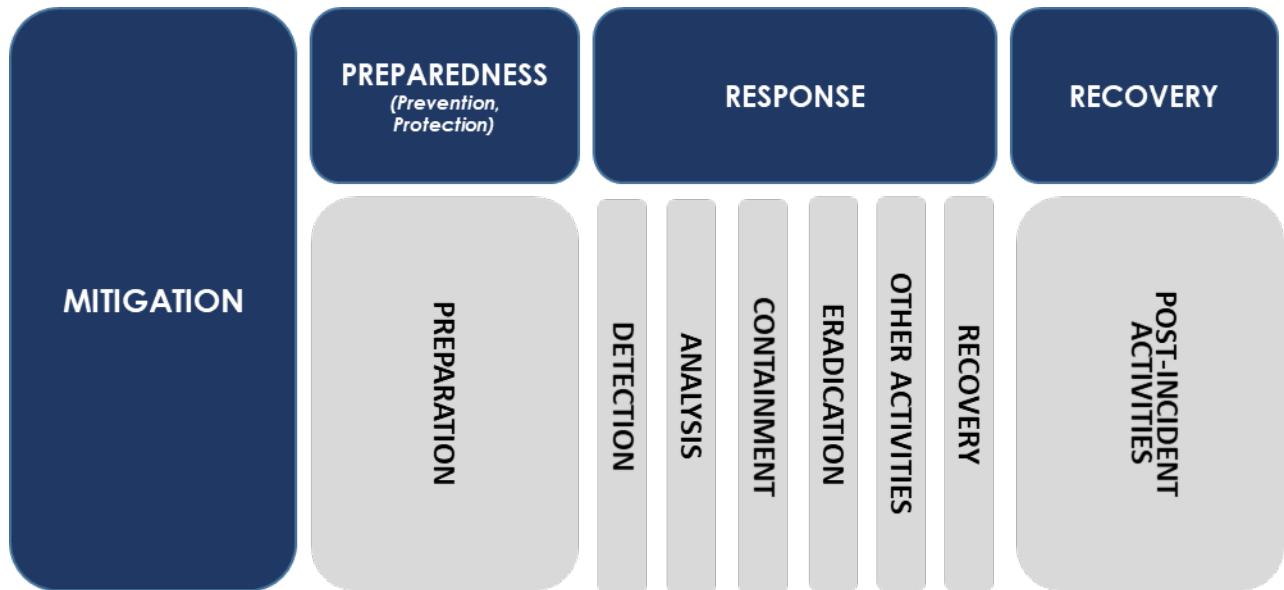 MITIGATION
PREPAREDNESS
(Prevention,
Protection)
RESPONSE
RECOVERY
PREPARATION
DETECTION
ANALYSIS
CONTAINMENT
ERADICATION
OTHER ACTIVITIES
RECOVERY
POST-INCIDENT
ACTIVITIES